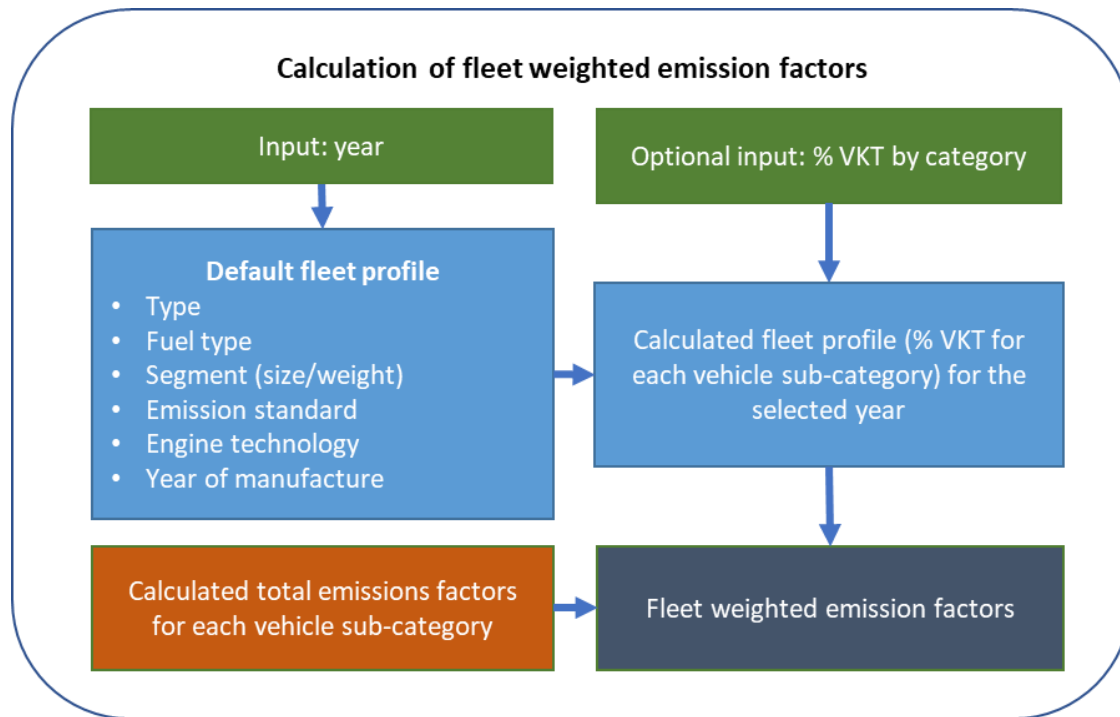 Calculation of fleet weighted emission factors
Input: year
Optional input: % VKT by category
Default fleet profile
• Type
• Fuel type
• Segment (size/weight)
• Emission standard
• Engine technology
• Year of manufacture
Calculated fleet profile (% VKT for
each vehicle sub-category) for the
selected year
Calculated total emissions factors
for each vehicle sub-category
Fleet weighted emission factors